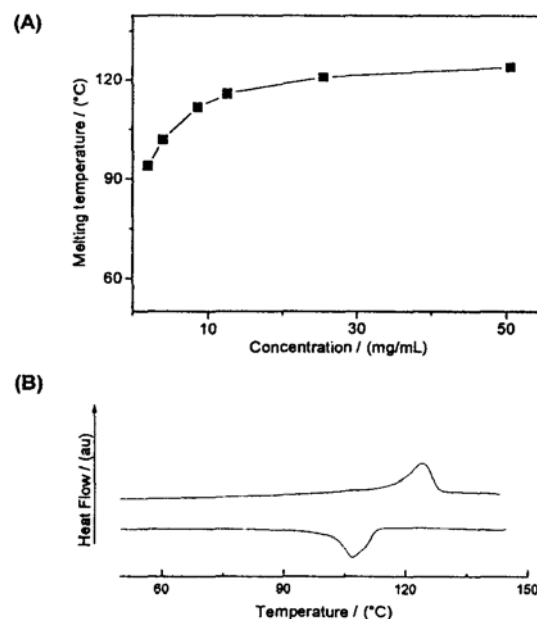 (A)
Melting temperature / (°C)
120
90
60
10
30
50
Concentration / (mg/mL)
(B)
Heat Flow / (au)
60
90
120
150
Temperature / (°C)